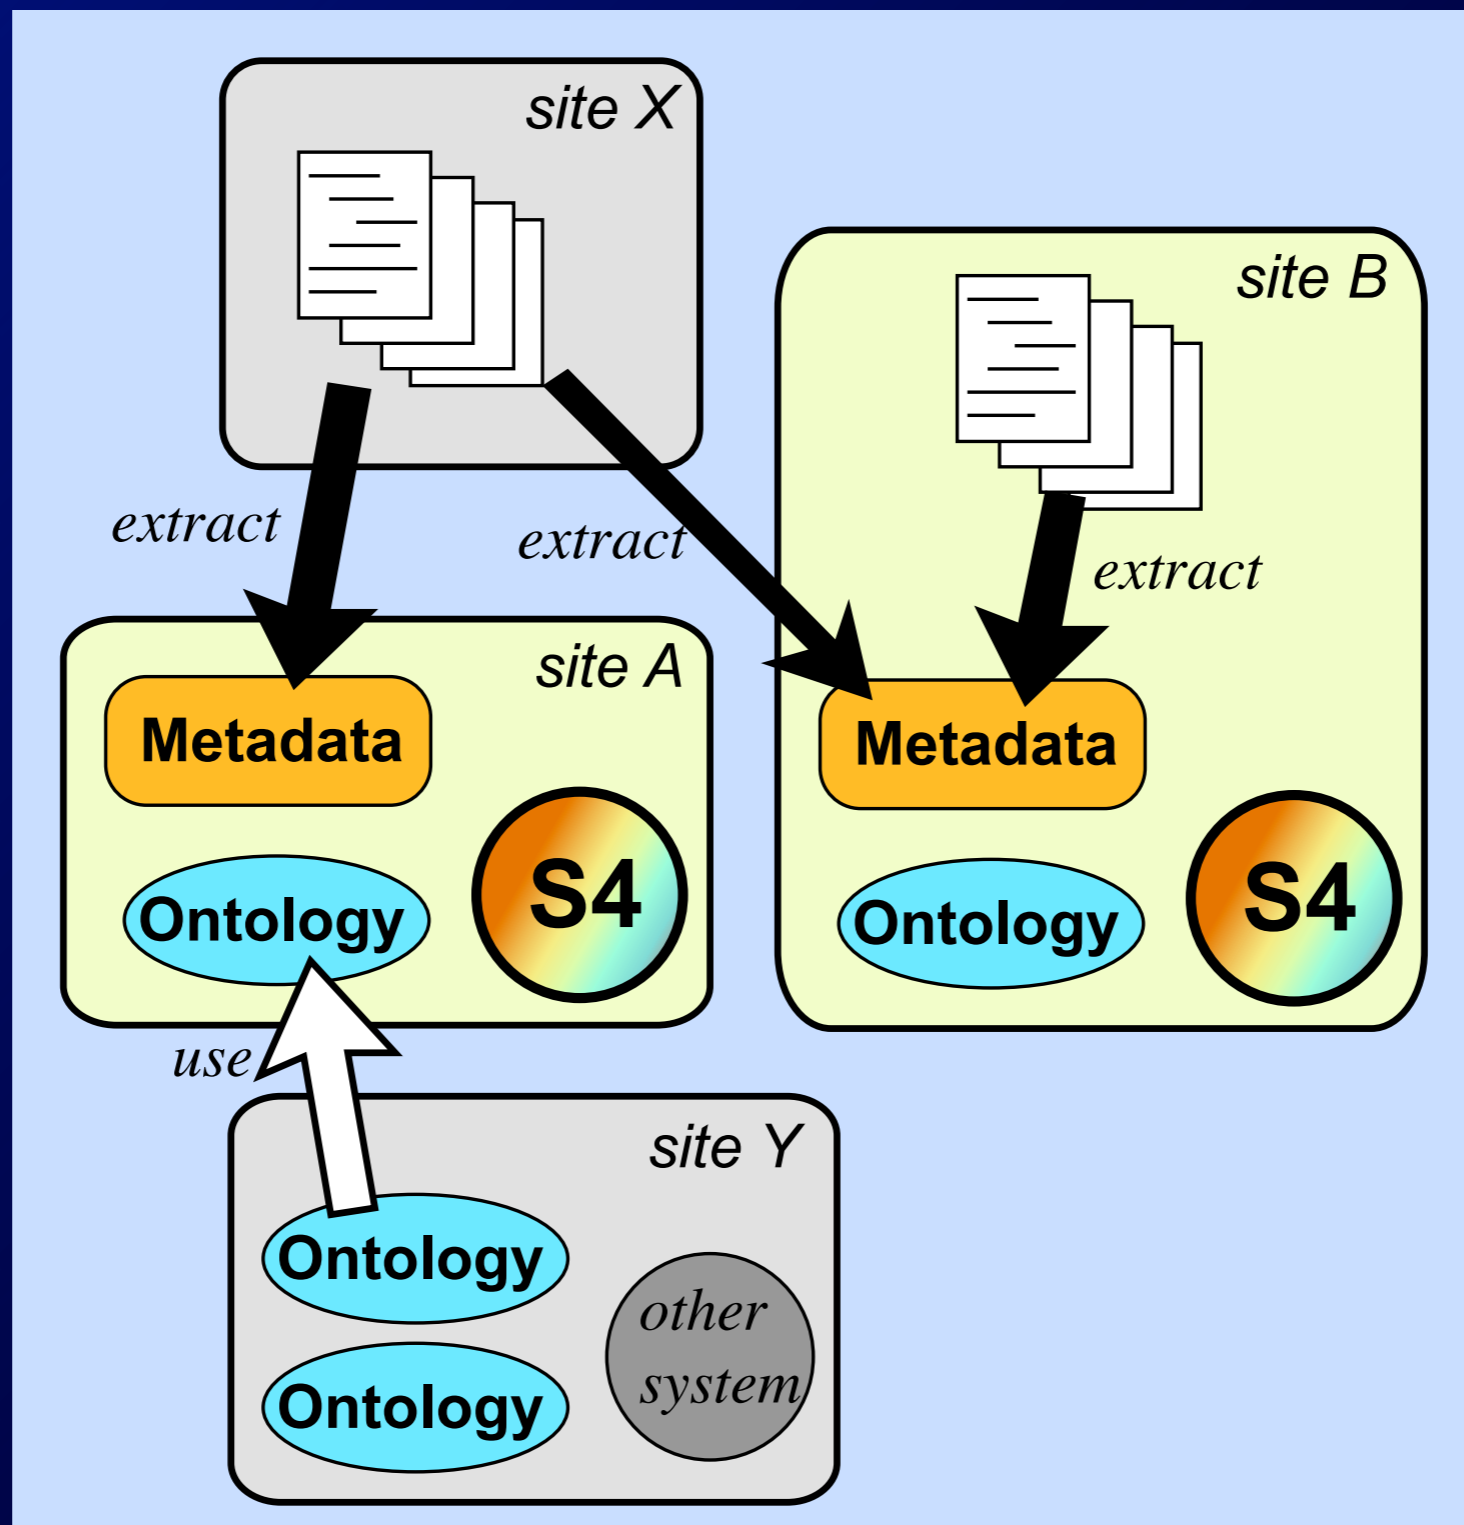 site X
site B
extract
extract
extract
site A
Metadata
Metadata
S4
S4
Ontology
Ontology
use
site Y
Ontology
other
system
Ontology